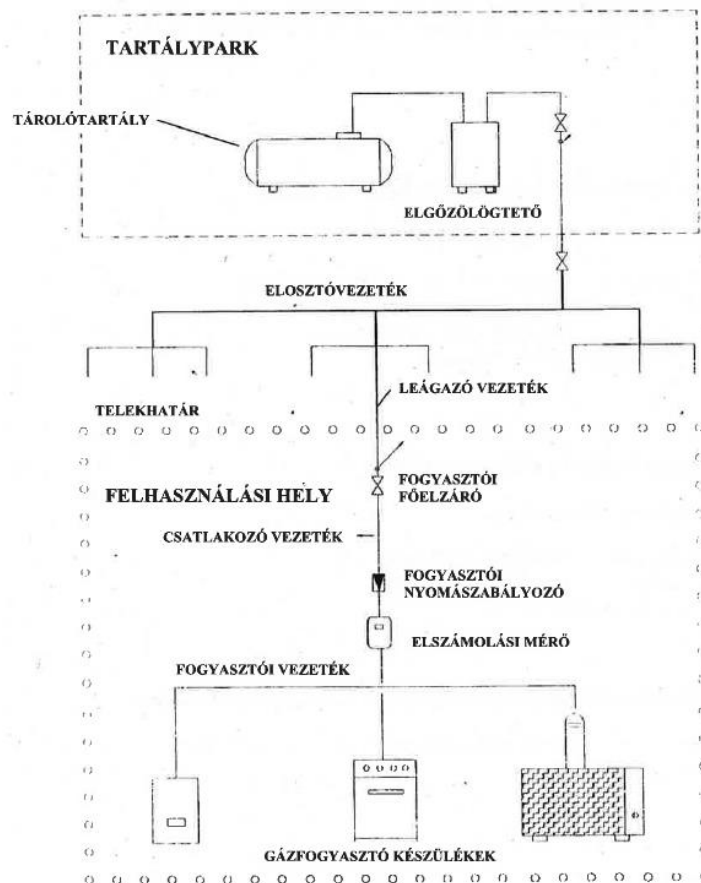 TARTÁLYPARK
TÁROLÓTARTÁLY
ELGŐZÖLÖGTETŐ
ELOSZTÓVEZETÉK
LEÁGAZÓ VEZETÉK
TELEKHATÁR
FELHASZNÁLÁSI HELY
FOGYASZTÓI
FŐELZÁRÓ
CSATLAKOZÓ VEZETÉK
FOGYASZTÓI
NYOMÁSZABÁLYOZÓ
ELSZÁMOLÁSI MÉRŐ
FOGYASZTÓI VEZETÉK
GÁZFOGYASZTÓ KÉSZÜLÉKEK